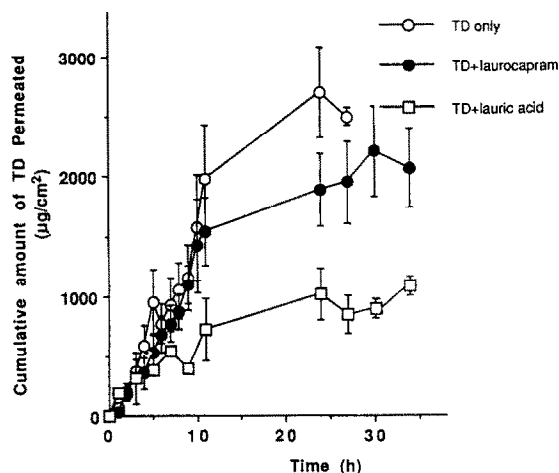 TD only
TD+laurocapram
TD+lauric acid
Cumulative amount of TD Permeated
(µg/cm²)
3000
2000
1000
0
0
10
20
30
Time (h)